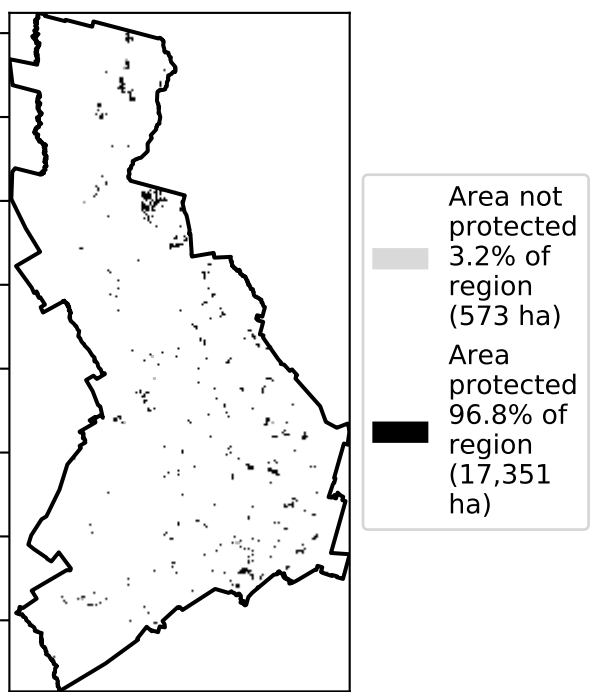 Area not
protected
3.2% of
region
(573 ha)
Area
protected
96.8% of
region
(17,351
ha)